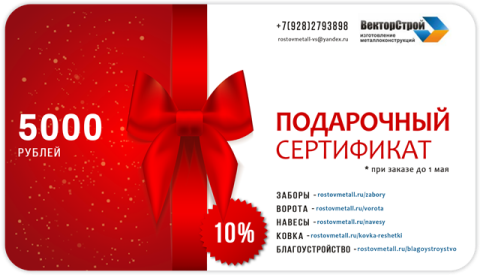 +7(928)2793898
rostovmetall-vs@yandex.ru
ВекторСтрой
изготовление
металлоконструкций
5000
РУБЛЕЙ
ПОДАРОЧНЫЙ
СЕРТИФИКАТ
* при заказе до 1 мая
10%
ЗАБОРЫ - rostovmetall.ru/zabory
ВОРОТА - rostovmetall.ru/vorota
НАВЕСЫ - rostovmetall.ru/navesy
КОВКА - rostovmetall.ru/kovka-reshetki
БЛАГОУСТРОЙСТВО - rostovmetall.ru/blagoystroystvo